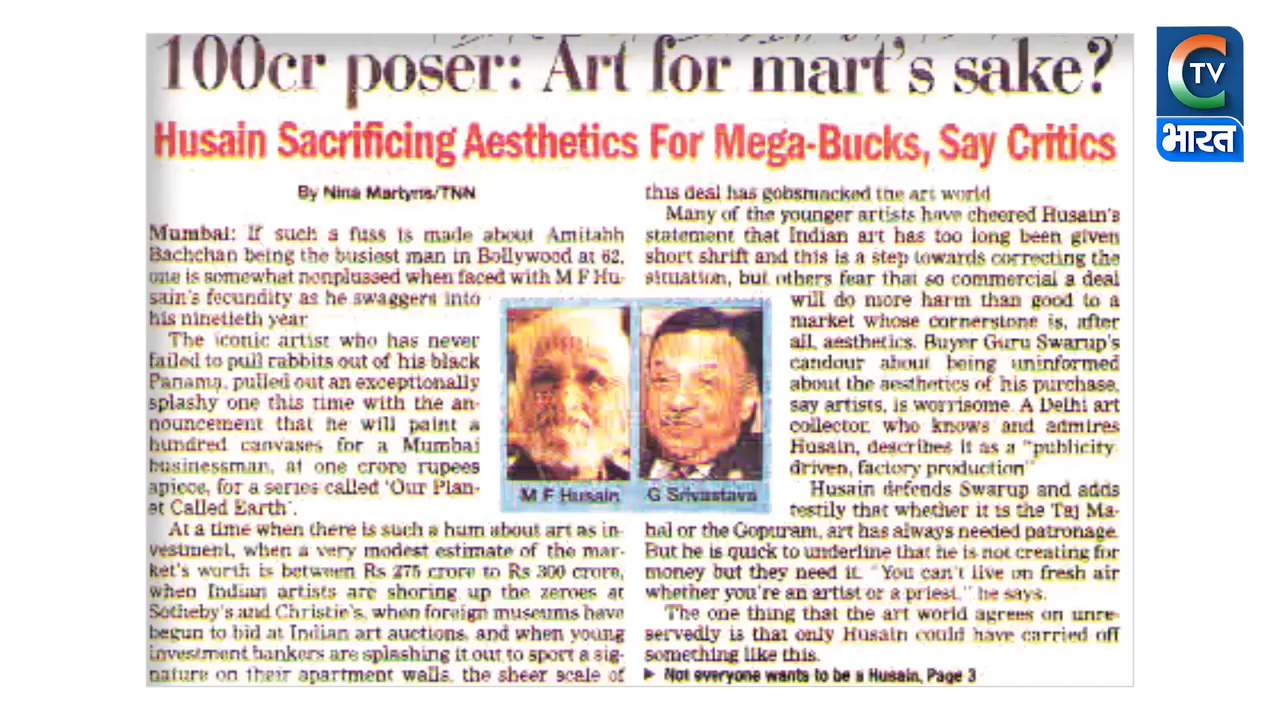 100cr poser: Art for mart's sake?
Husain Sacrificing Aesthetics For Mega-Bucks, Say Critics
By Nina Martyris/TNN
Mumbai: If such a fuss is made about Amitabh
Bachchan being the busiest man in Bollywood at 62,
one is somewhat nonplussed when faced with M F Hu-
sain's fecundity as he swaggers into
his ninetieth year
The iconic artist who has never
failed to pull rabbits out of his black
Panama, pulled out an exceptionally
splashy one this time with the an-
nouncement that he will paint a
hundred canvases for a Mumbai
businessman, at one crore rupees
apiece, for a series called 'Our Plan-
et Called Earth'.
At a time when there is such a hum about art as in-
vestment, when a very modest estimate of the mar-
ket's worth is between Rs 275 crore to Rs 300 crore,
when Indian artists are shoring up the zeroes at
Sotheby's and Christie's, when foreign museums have
begun to bid at Indian art auctions, and when young
investment bankers are splashing it out to sport a sig-
nature on their apartment walls, the sheer scale of
M F Husain
G Srivastava
this deal has gobsmacked the art world
Many of the younger artists have cheered Husain's
statement that Indian art has too long been given
short shrift and this is a step towards correcting the
situation, but others fear that so commercial a deal
will do more harm than good to a
market whose cornerstone is, after
all, aesthetics. Buyer Guru Swarup's
candour about being uninformed
about the aesthetics of his purchase,
say artists, is worrisome. A Delhi art
collector, who knows and admires
Husain, describes it as a "publicity
driven, factory production"
Husain defends Swarup and adds
testily that whether it is the Taj Ma-
hal or the Gopuram, art has always needed patronage.
But he is quick to underline that he is not creating for
money but they need it. "You can't live on fresh air
whether you're an artist or a priest," he says.
The one thing that the art world agrees on unre-
servedly is that only Husain could have carried off
something like this.
▶ Not everyone wants to be a Husain, Page 3
CTV
भारत